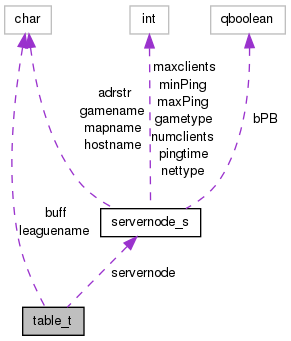 char
int
qboolean
maxclients
minPing
maxPing
gametype
numclients
pingtime
nettype
adrstr
gamename
mapname
hostname
bPB
buff
leaguename
servernode_s
servernode
table_t